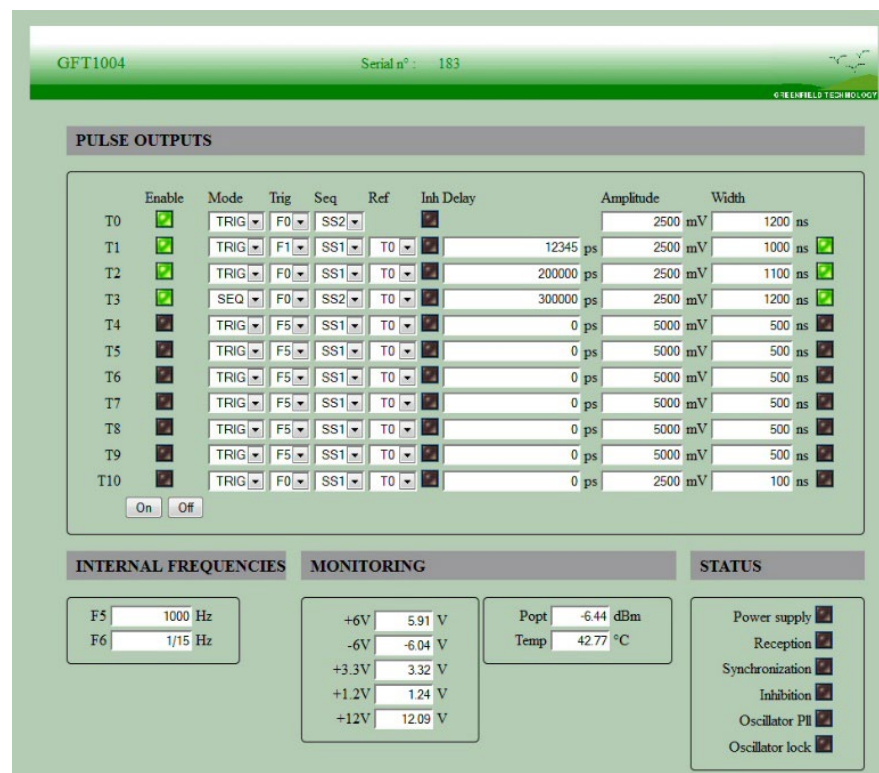 GFT1004 Serial n° : 183
GREENFIELD TECHNOLOGY
PULSE OUTPUTS
Enable Mode Trig Seq Ref Inh Delay Amplitude Width
T0 TRIG F0 SS2 2500 mV 1200 ns
T1 TRIG F1 SS1 T0 12345 ps 2500 mV 1000 ns
T2 TRIG F0 SS1 T0 200000 ps 2500 mV 1100 ns
T3 SEQ F0 SS2 T0 300000 ps 2500 mV 1200 ns
T4 TRIG F5 SS1 T0 0 ps 5000 mV 500 ns
T5 TRIG F5 SS1 T0 0 ps 5000 mV 500 ns
T6 TRIG F5 SS1 T0 0 ps 5000 mV 500 ns
T7 TRIG F5 SS1 T0 0 ps 5000 mV 500 ns
T8 TRIG F5 SS1 T0 0 ps 5000 mV 500 ns
T9 TRIG F5 SS1 T0 0 ps 5000 mV 500 ns
T10 TRIG F0 SS1 T0 0 ps 2500 mV 100 ns
On Off
INTERNAL FREQUENCIES MONITORING STATUS
F5 1000 Hz
F6 1/15 Hz
+6V 5.91 V
-6V -6.04 V
+3.3V 3.32 V
+1.2V 1.24 V
+12V 12.09 V
Popt -6.44 dBm
Temp 42.77 °C
Power supply
Reception
Synchronization
Inhibition
Oscillator Pll
Oscillator lock